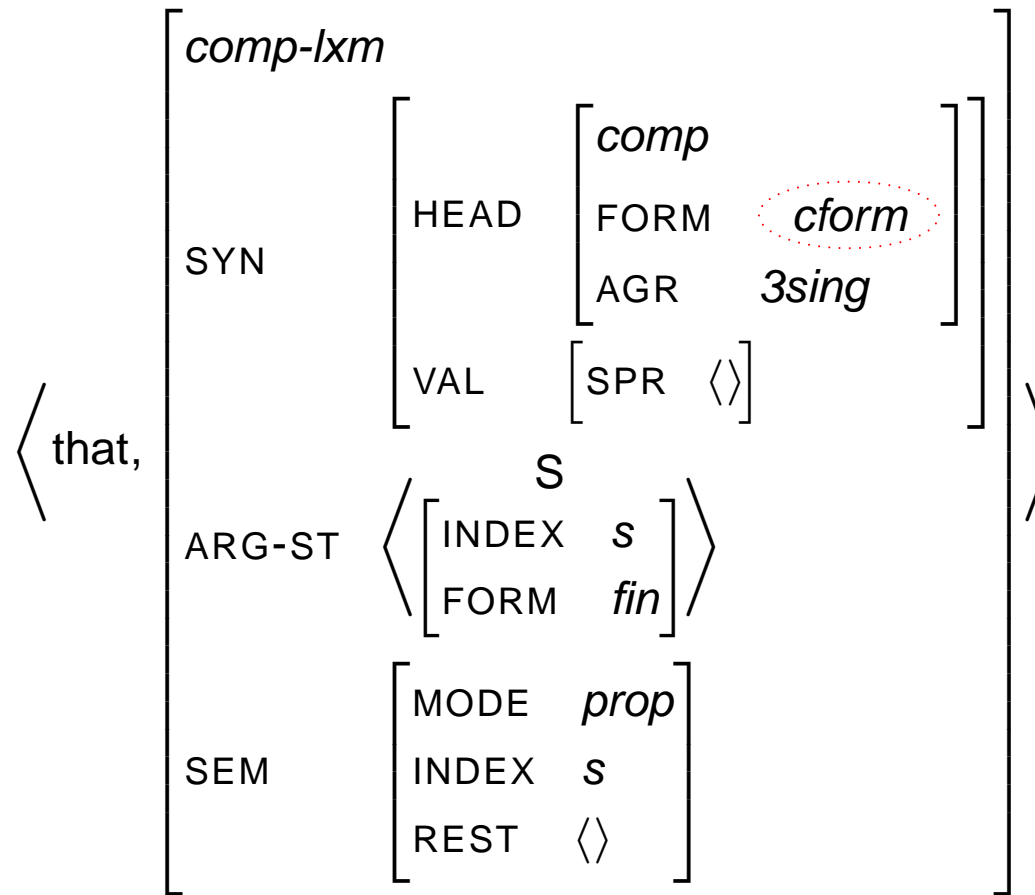 comp-lxm
comp
HEAD FORM cform
SYN
AGR 3sing
VAL [SPR ⟨⟩]
⟨that,
S
INDEX s
ARG-ST
FORM fin
MODE prop
SEM INDEX s
REST ⟨⟩